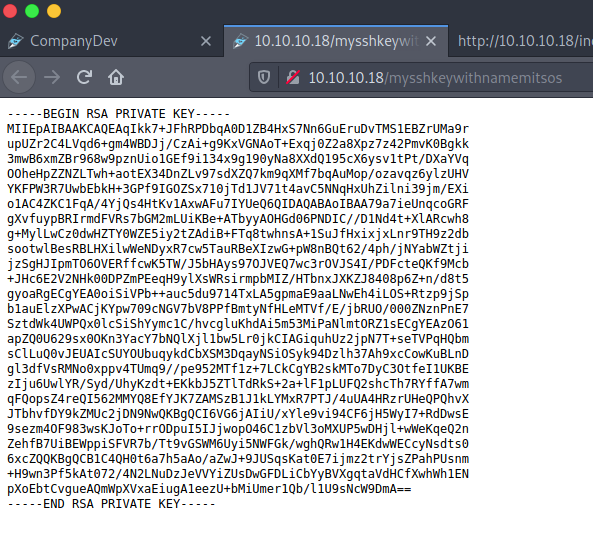 CompanyDev
10.10.10.18/mysshkeywit
http://10.10.10.18/in
10.10.10.18/mysshkeywithnamemitsos
-----BEGIN RSA PRIVATE KEY-----
MIIEpAIBAAKCAQEAqIkk7+JFhRPDbqA0D1ZB4HxS7Nn6GuEruDvTMS1EBZrUMa9r
upUZr2C4LVqd6+gm4WBDJj/CzAi+g9KxVGNAoT+Exqj0Z2a8Xpz7z42PmvK0Bgkk
3mwB6xmZBr968w9pznUio1GEf9i134x9g190yNa8XXdQ195cX6ysv1tPt/DXaYVq
OOheHpZZNZLTwh+aotEX34DnZLv97sdXZQ7km9qXMf7bqAuMop/ozavqz6ylzUHV
YKFPW3R7UwbEbkH+3GPf9IGOZSx710jTd1JV71t4avC5NNqHxUhZilni39jm/EXi
o1AC4ZKC1FqA/4YjQs4HtKv1AxwAFu7IYUeQ6QIDAQABAoIBAA79a7ieUnqcoGRF
gXvfuypBRIrmdFVRs7bGM2mLUiKBe+ATbyyAOHGd06PNDIC//D1Nd4t+XlARcwh8
g+MylLwCz0dwHZTY0WZE5iy2tZAdiB+FTq8twhnsA+1SuJfHxixjxLnr9TH9z2db
sootwlBesRBLHXilwWeNDyxR7cw5TauRBeXIzwG+pW8nBQt62/4ph/jNYabWZtji
jzSgHJIpmTO6OVERffcwK5TW/J5bHAys97OJVEQ7wc3rOVJS4I/PDFcteQKf9Mcb
+JHc6E2V2NHk00DPZmPEeqH9ylXsWRsirmpbMIZ/HTbnxJXKZJ8408p6Z+n/d8t5
gyoaRgECgYEA0oiSiVPb++auc5du9714TxLA5gpmaE9aaLNwEh4iLOS+Rtzp9jSp
b1auElzXPwACjKYpw709cNGV7bV8PPfBmtyNfHLeMTVf/E/jbRUO/000ZNznPnE7
SztdWk4UWPQx0lcSiShYymc1C/hvcgluKhdAi5m53MiPaNlmtORZ1sECgYEAzO61
apZQ0U629sx0OKn3YacY7bNQlXjl1bw5Lr0jkCIAGiquhUz2jpN7T+seTVPqHQbm
sClLuQ0vJEUAIcSUYOUbuqykdCbXSM3DqayNSiOSyk94Dzlh37Ah9xcCowKuBLnD
gl3dfVsRMNo0xppv4TUmq9//pe952MTf1z+7LCkCgYB2skMTo7DyC3OtfeI1UKBE
zIju6UwlYR/Syd/UhyKzdt+EKkbJ5ZTlTdRkS+2a+lF1pLUFQ2shcTh7RYffA7wm
qFQopsZ4reQI562MMYQ8EfYJK7ZAMSzB1J1kLYMxR7PTJ/4uUA4HRzrUHeQPQhvX
JTbhvfDY9kZMUc2jDN9NwQKBgQCI6VG6jAIiU/xYle9vi94CF6jH5WyI7+RdDwsE
9sezm4OF983wsKJoTo+rrODpuI5IJjwopO46C1zbVl3oMXUP5wDHjl+wWeKqeQ2n
ZehfB7UiBEWppiSFVR7b/Tt9vGSWM6Uyi5NWFGk/wghQRw1H4EKdwWECcyNsdts0
6xcZQQKBgQCB1C4QH0t6a7h5aAo/aZwJ+9JUSqsKat0E7ijmz2trYjsZPahPUsnm
+H9wn3Pf5kAt072/4N2LNuDzJeVVYiZUsDwGFDLiCbYyBVXgqtaVdHCfXwhWh1EN
pXoEbtCvgueAQmWpXVxaEiugA1eezU+bMiUmer1Qb/l1U9sNcW9DmA==
-----END RSA PRIVATE KEY-----